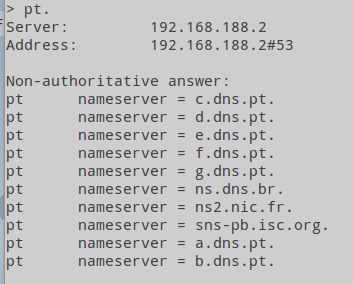 > pt.
Server:         192.168.188.2
Address:        192.168.188.2#53

Non-authoritative answer:
pt      nameserver = c.dns.pt.
pt      nameserver = d.dns.pt.
pt      nameserver = e.dns.pt.
pt      nameserver = f.dns.pt.
pt      nameserver = g.dns.pt.
pt      nameserver = ns.dns.br.
pt      nameserver = ns2.nic.fr.
pt      nameserver = sns-pb.isc.org.
pt      nameserver = a.dns.pt.
pt      nameserver = b.dns.pt.